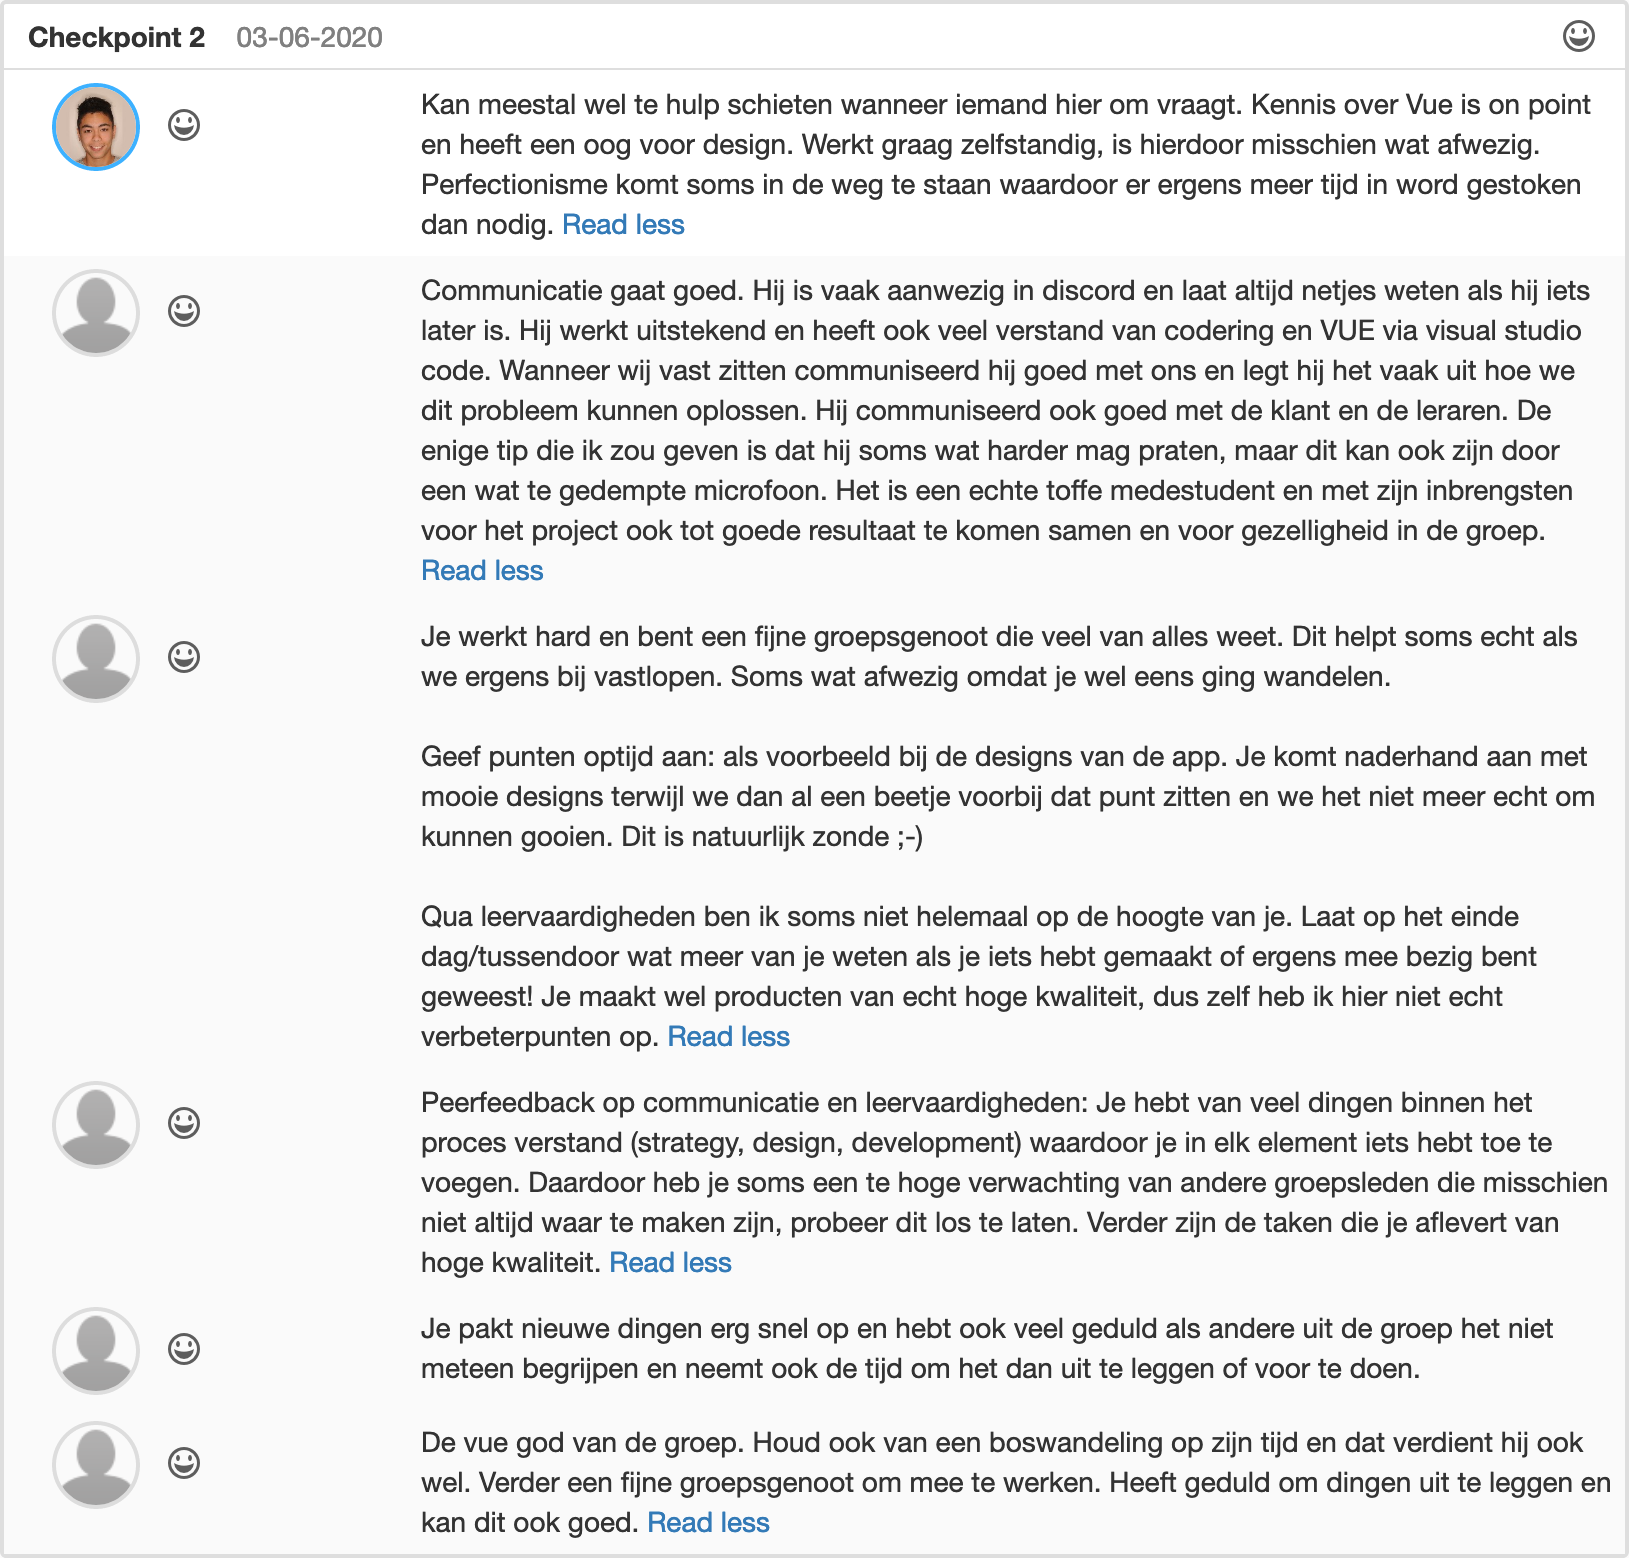 Checkpoint 2 03-06-2020
Kan meestal wel te hulp schieten wanneer iemand hier om vraagt. Kennis over Vue is on point
en heeft een oog voor design. Werkt graag zelfstandig, is hierdoor misschien wat afwezig.
Perfectionisme komt soms in de weg te staan waardoor er ergens meer tijd in word gestoken
dan nodig. Read less
Communicatie gaat goed. Hij is vaak aanwezig in discord en laat altijd netjes weten als hij iets
later is. Hij werkt uitstekend en heeft ook veel verstand van codering en VUE via visual studio
code. Wanneer wij vast zitten communiseerd hij goed met ons en legt hij het vaak uit hoe we
dit probleem kunnen oplossen. Hij communiseerd ook goed met de klant en de leraren. De
enige tip die ik zou geven is dat hij soms wat harder mag praten, maar dit kan ook zijn door
een wat te gedempte microfoon. Het is een echte toffe medestudent en met zijn inbrengsten
voor het project ook tot goede resultaat te komen samen en voor gezelligheid in de groep.
Read less
Je werkt hard en bent een fijne groepsgenoot die veel van alles weet. Dit helpt soms echt als
we ergens bij vastlopen. Soms wat afwezig omdat je wel eens ging wandelen.
Geef punten optijd aan: als voorbeeld bij de designs van de app. Je komt naderhand aan met
mooie designs terwijl we dan al een beetje voorbij dat punt zitten en we het niet meer echt om
kunnen gooien. Dit is natuurlijk zonde ;-)
Qua leervaardigheden ben ik soms niet helemaal op de hoogte van je. Laat op het einde
dag/tussendoor wat meer van je weten als je iets hebt gemaakt of ergens mee bezig bent
geweest! Je maakt wel producten van echt hoge kwaliteit, dus zelf heb ik hier niet echt
verbeterpunten op. Read less
Peerfeedback op communicatie en leervaardigheden: Je hebt van veel dingen binnen het
proces verstand (strategy, design, development) waardoor je in elk element iets hebt toe te
voegen. Daardoor heb je soms een te hoge verwachting van andere groepsleden die misschien
niet altijd waar te maken zijn, probeer dit los te laten. Verder zijn de taken die je aflevert van
hoge kwaliteit. Read less
Je pakt nieuwe dingen erg snel op en hebt ook veel geduld als andere uit de groep het niet
meteen begrijpen en neemt ook de tijd om het dan uit te leggen of voor te doen.
De vue god van de groep. Houd ook van een boswandeling op zijn tijd en dat verdient hij ook
wel. Verder een fijne groepsgenoot om mee te werken. Heeft geduld om dingen uit te leggen en
kan dit ook goed. Read less